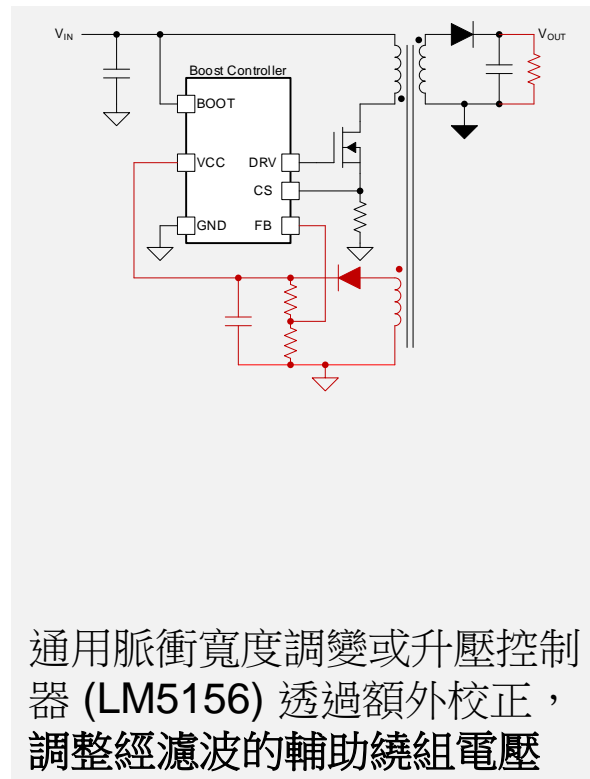 VIN
VOUT
Boost Controller
BOOT
VCC
DRV
CS
GND
FB
通用脈衝寬度調變或升壓控制
器 (LM5156) 透過額外校正，
調整經濾波的輔助繞組電壓